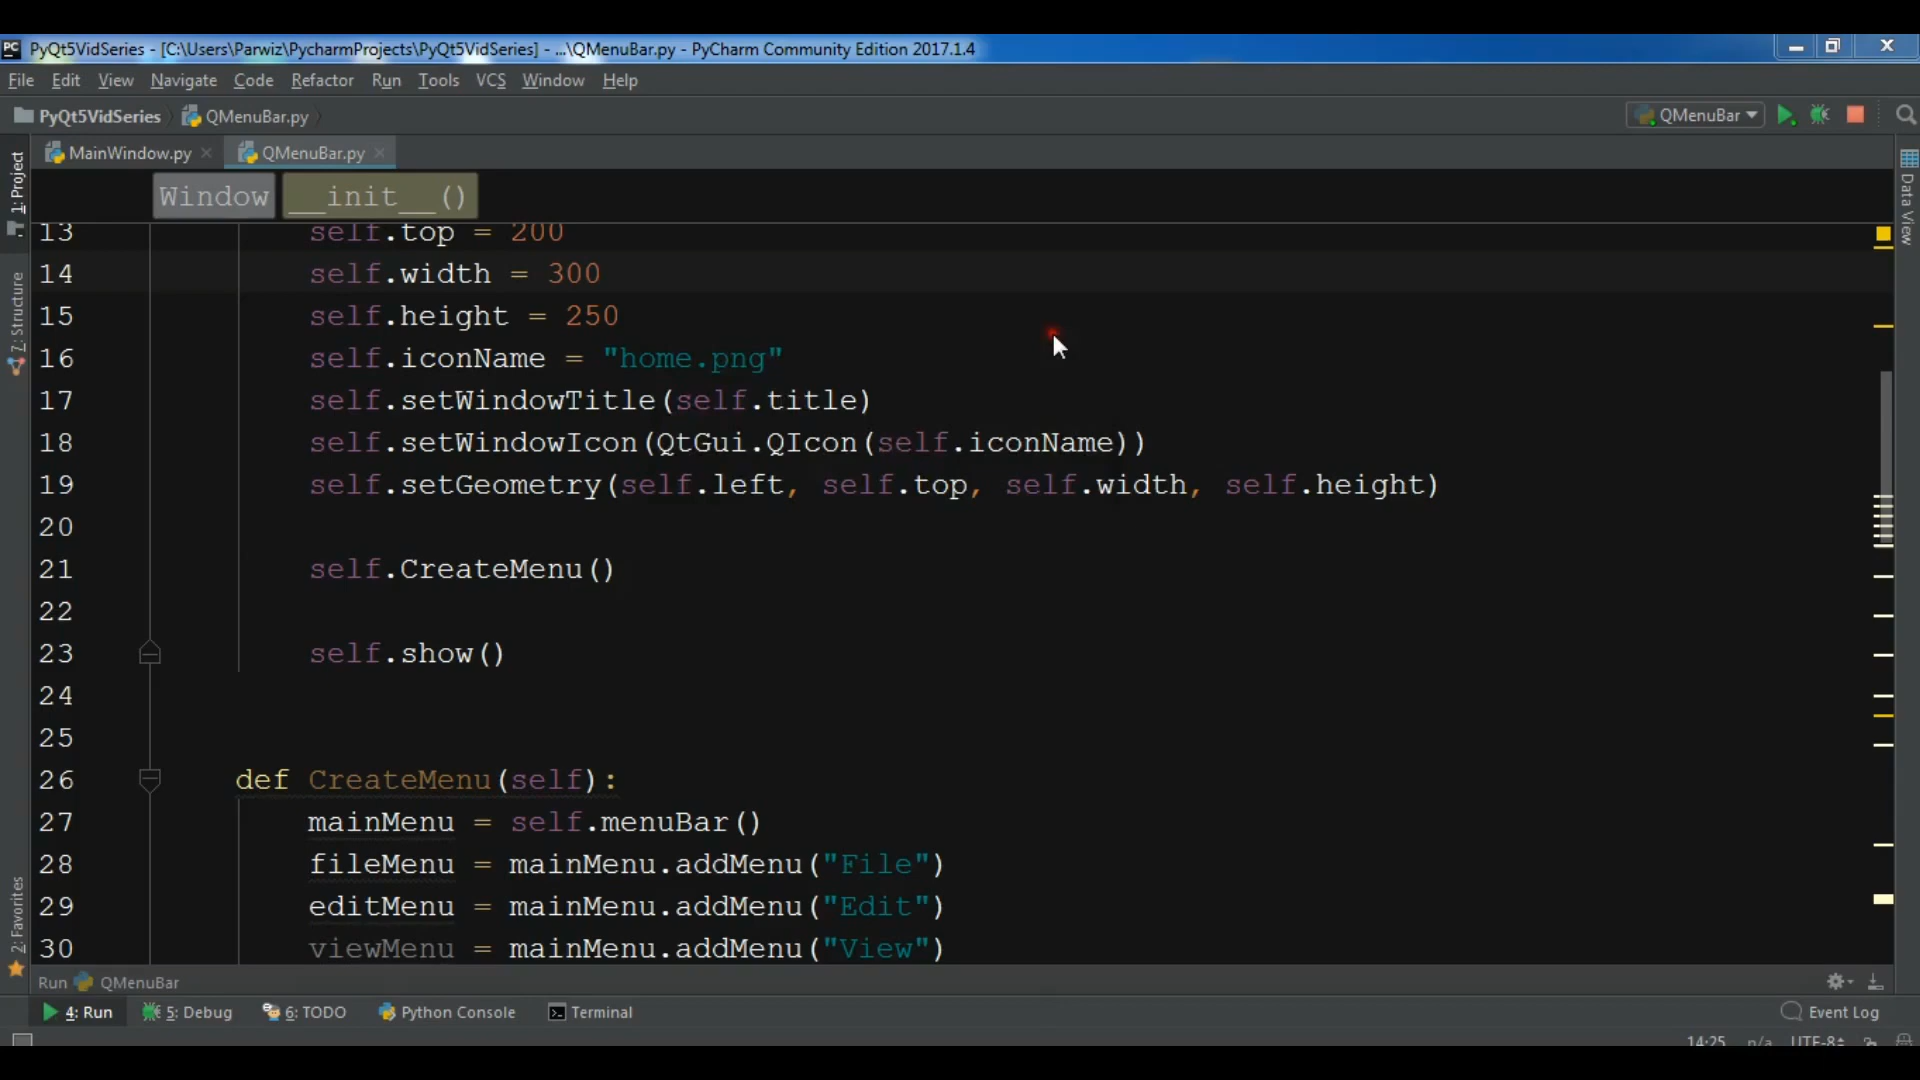 PyQt5VidSeries - [C:\Users\Parwiz\PycharmProjects\PyQt5VidSeries] - ...\QMenuBar.py - PyCharm Community Edition 2017.1.4
File Edit View Navigate Code Refactor Run Tools VCS Window Help
PyQt5VidSeries QMenuBar.py QMenuBar
MainWindow.py QMenuBar.py
Window __init__()
13 self.top = 200
14 self.width = 300
15 self.height = 250
16 self.iconName = "home.png"
17 self.setWindowTitle(self.title)
18 self.setWindowIcon(QtGui.QIcon(self.iconName))
19 self.setGeometry(self.left, self.top, self.width, self.height)
20
21 self.CreateMenu()
22
23 self.show()
24
25
26 def CreateMenu(self):
27 mainMenu = self.menuBar()
28 fileMenu = mainMenu.addMenu("File")
29 editMenu = mainMenu.addMenu("Edit")
30 viewMenu = mainMenu.addMenu("View")
1: Project
7: Structure
2: Favorites
Data View
Run QMenuBar
4: Run 5: Debug 6: TODO Python Console Terminal Event Log
14:25 n/a UTF-8